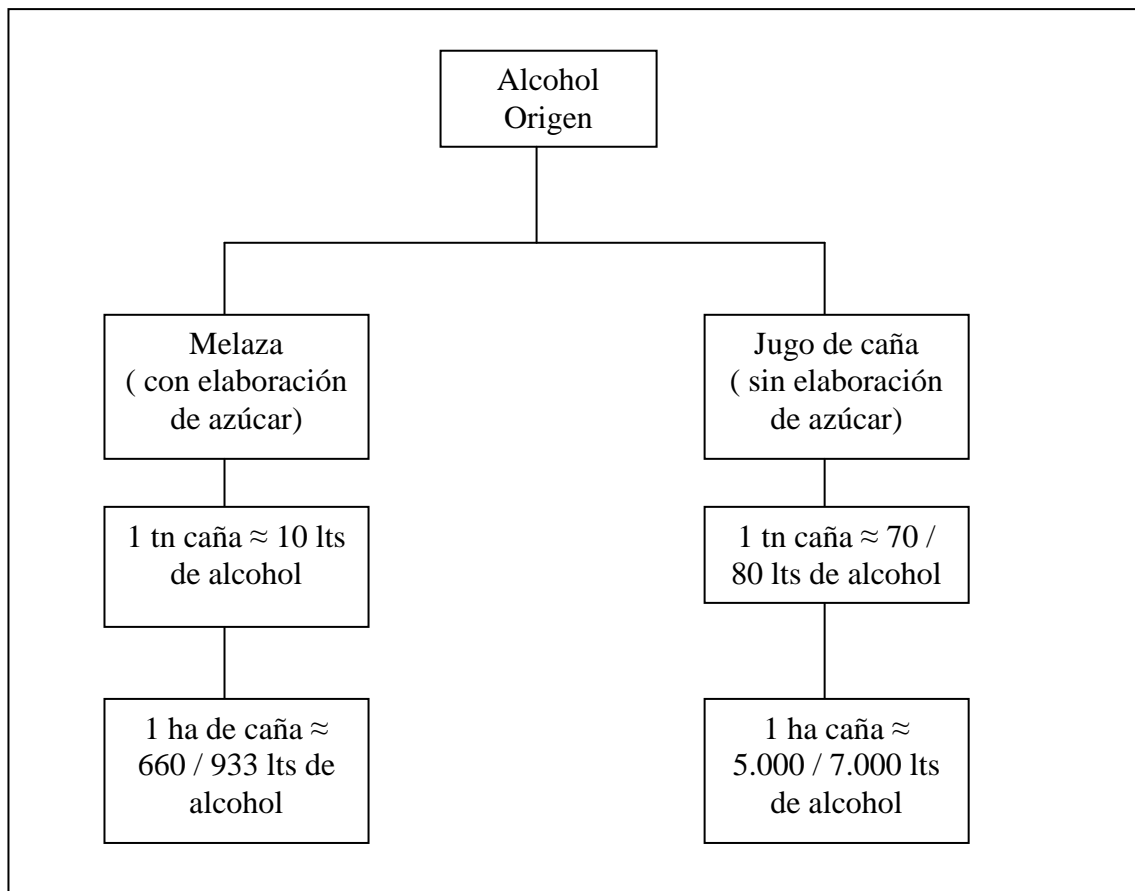 Alcohol
Origen
Melaza
( con elaboración
de azúcar)
Jugo de caña
( sin elaboración
de azúcar)
1 tn caña ≈ 10 lts
de alcohol
1 tn caña ≈ 70 /
80 lts de alcohol
1 ha de caña ≈
660 / 933 lts de
alcohol
1 ha caña ≈
5.000 / 7.000 lts
de alcohol